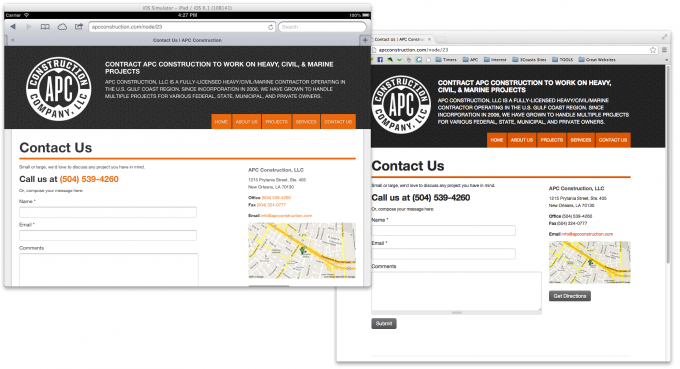 iOS Simulator – iPad / iOS 6.1 (10B141)
iPad
4:27 PM
100%
apcconstruction.com/node/23
Search
Contact Us | APC Construction
CONSTRUCTION
APC
COMPANY, LLC
CONTRACT APC CONSTRUCTION TO WORK ON HEAVY, CIVIL, & MARINE
PROJECTS
APC CONSTRUCTION, LLC IS A FULLY-LICENSED HEAVY/CIVIL/MARINE CONTRACTOR OPERATING IN
THE U.S. GULF COAST REGION. SINCE INCORPORATION IN 2006, WE HAVE GROWN TO HANDLE
MULTIPLE PROJECTS FOR VARIOUS FEDERAL, STATE, MUNICIPAL, AND PRIVATE OWNERS.
HOME ABOUT US PROJECTS SERVICES CONTACT US
Contact Us
Small or large, we'd love to discuss any project you have in mind.
Call us at (504) 539-4260
Or, compose your message here:
Name *
Email *
Comments
APC Construction, LLC
1215 Prytania Street, Ste. 405
New Orleans, LA 70130
Office (504) 539-4260
Fax (504) 324-0777
Email info@apcconstruction.com
Contact Us | APC Constru
apcconstruction.com/node/23
Timers APC Interest 3Coasts Sites TOOLS Great Websites
CONSTRUCTION
APC
COMPANY, LLC
CONTRACT APC CONSTRUCTION TO WORK ON HEAVY,
CIVIL, & MARINE PROJECTS
APC CONSTRUCTION, LLC IS A FULLY-LICENSED HEAVY/CIVIL/MARINE
CONTRACTOR OPERATING IN THE U.S. GULF COAST REGION. SINCE
INCORPORATION IN 2006, WE HAVE GROWN TO HANDLE MULTIPLE PROJECTS
FOR VARIOUS FEDERAL, STATE, MUNICIPAL, AND PRIVATE OWNERS.
HOME ABOUT US PROJECTS SERVICES CONTACT US
Contact Us
Small or large, we'd love to discuss any project you have in mind.
Call us at (504) 539-4260
Or, compose your message here:
Name *
Email *
Comments
Submit
APC Construction, LLC
1215 Prytania Street, Ste. 405
New Orleans, LA 70130
Office (504) 539-4260
Fax (504) 324-0777
Email info@apcconstruction.com
Get Directions